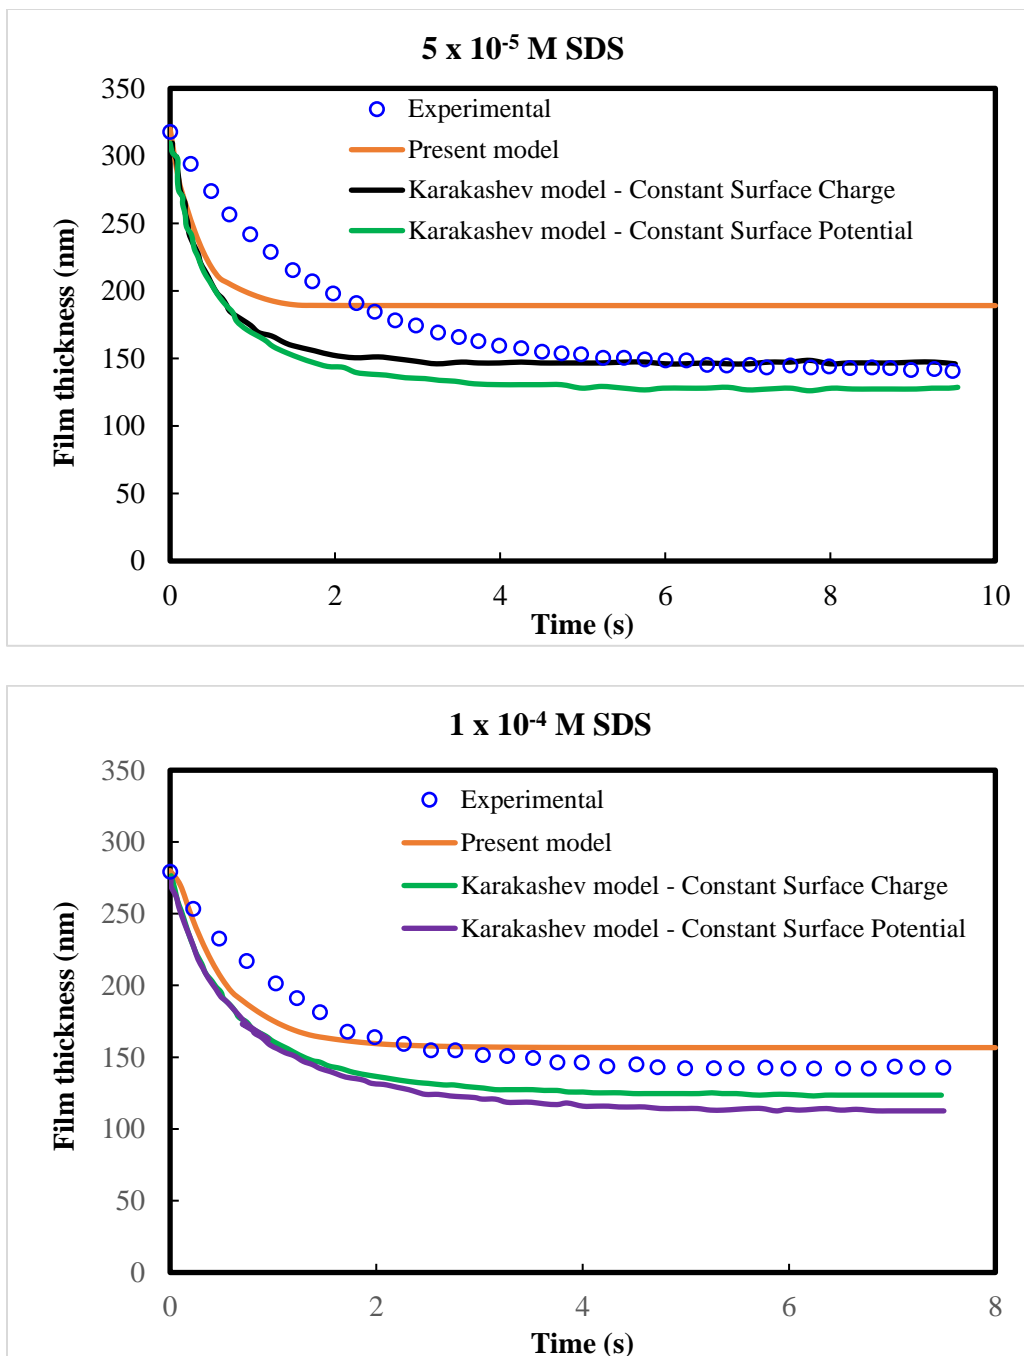 5 x 10⁻⁵ M SDS
350
300
250
200
150
100
50
0
Film thickness (nm)
Experimental
Present model
Karakashev model - Constant Surface Charge
Karakashev model - Constant Surface Potential
0 2 4 6 8 10
Time (s)
1 x 10⁻⁴ M SDS
350
300
250
200
150
100
50
0
Film thickness (nm)
Experimental
Present model
Karakashev model - Constant Surface Charge
Karakashev model - Constant Surface Potential
0 2 4 6 8
Time (s)